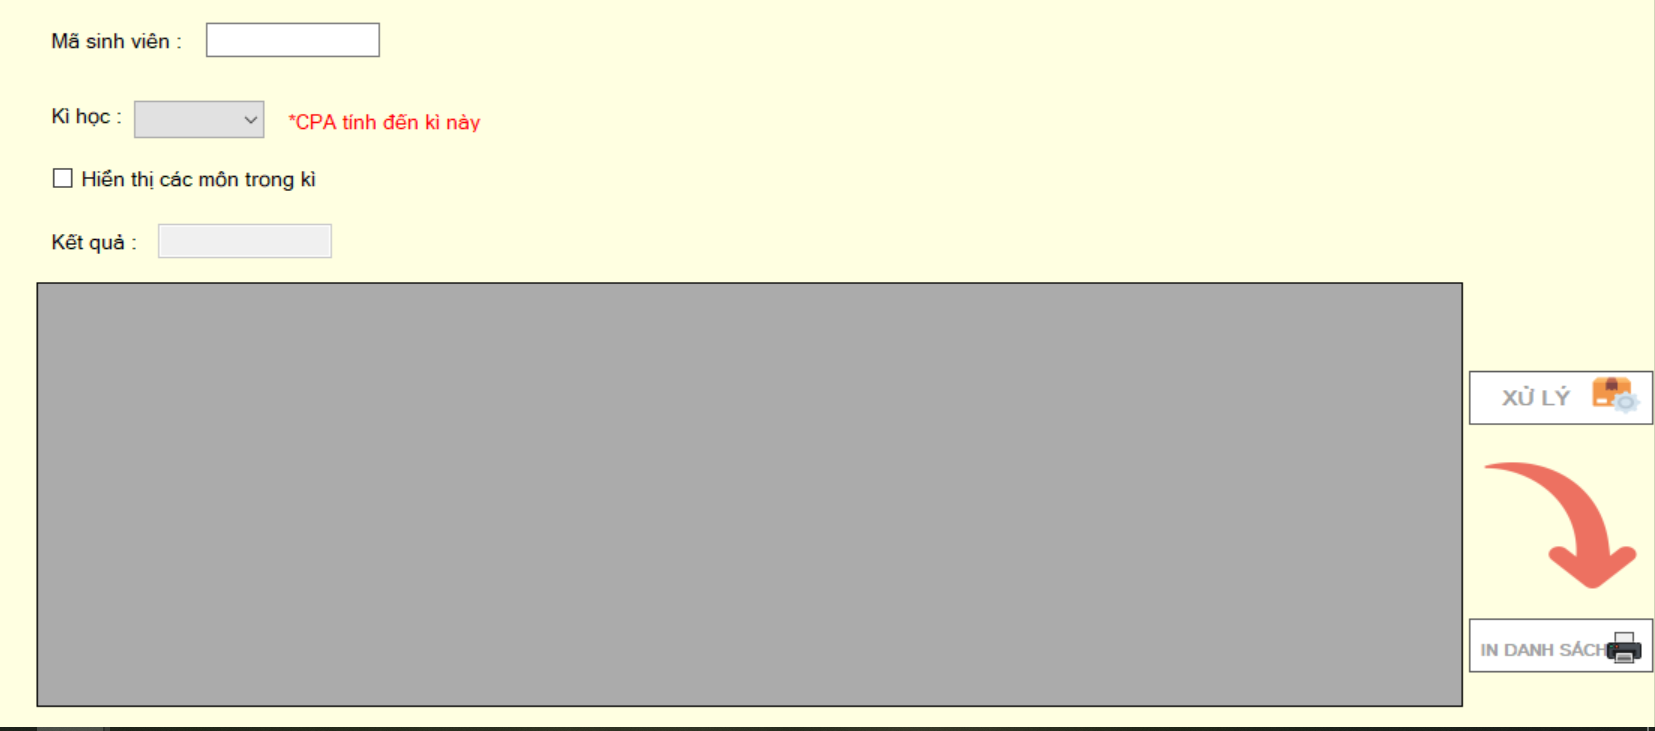 Mã sinh viên :
Kì học :
*CPA tính đến kì này
Hiển thị các môn trong kì
Kết quả :
XỬ LÝ
IN DANH SÁCH